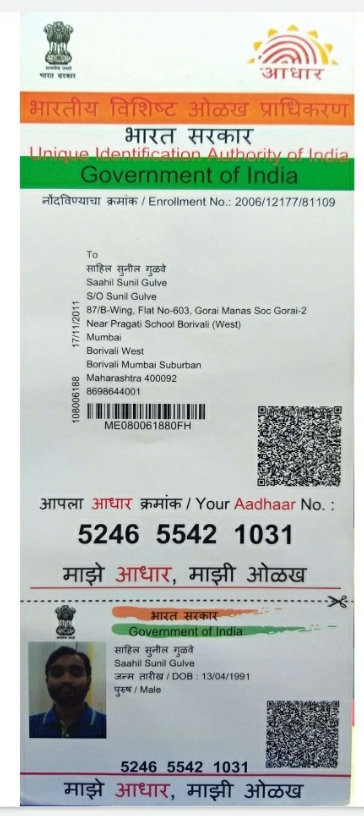 भारत सरकार
आधार
भारतीय विशिष्ट ओळख प्राधिकरण
भारत सरकार
Unique Identification Authority of India
Government of India
नोंदविण्याचा क्रमांक / Enrollment No.: 2006/12177/81109
To
साहिल सुनील गुळवे
Saahil Sunil Gulve
S/O Sunil Gulve
87/B-Wing, Flat No-603, Gorai Manas Soc Gorai-2
Near Pragati School Borivali (West)
Mumbai
Borivali West
Borivali Mumbai Suburban
Maharashtra 400092
8698644001
108006188 17/11/2011
ME080061880FH
आपला आधार क्रमांक / Your Aadhaar No. :
5246 5542 1031
माझे आधार, माझी ओळख
भारत सरकार
Government of India
साहिल सुनील गुळवे
Saahil Sunil Gulve
जन्म तारीख / DOB : 13/04/1991
पुरुष / Male
5246 5542 1031
माझे आधार, माझी ओळख